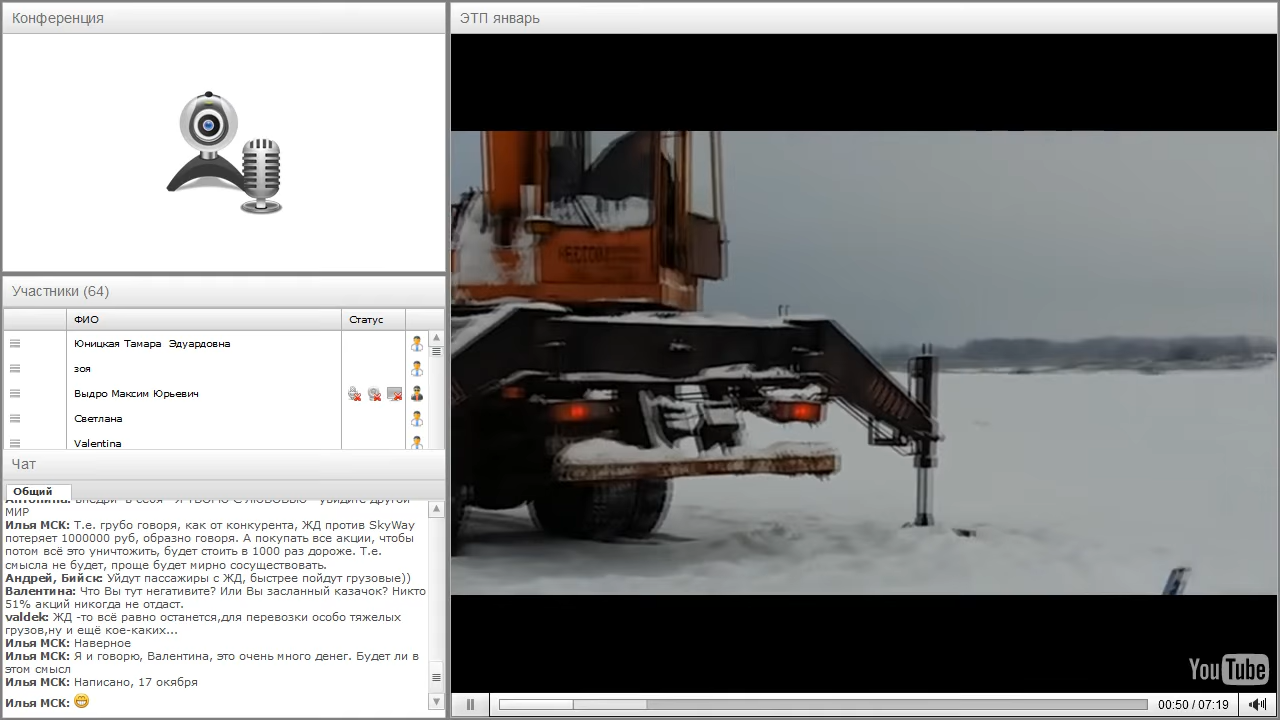 Конференция
ЭТП январь
Участники (64)
ФИО
Статус
Юницкая Тамара Эдуардовна
зоя
Выдро Максим Юрьевич
Светлана
Valentina
Чат
Общий
МИР
Илья МСК: Т.е. грубо говоря, как от конкурента, ЖД против SkyWay
потеряет 1000000 руб, образно говоря. А покупать все акции, чтобы
потом всё это уничтожить, будет стоить в 1000 раз дороже. Т.е.
смысла не будет, проще будет мирно сосуществовать.
Андрей, Бийск: Уйдут пассажиры с ЖД, быстрее пойдут грузовые))
Валентина: Что Вы тут негативите? Или Вы засланный казачок? Никто
51% акций никогда не отдаст.
valdek: ЖД -то всё равно останется,для перевозки особо тяжелых
грузов,ну и ещё кое-каких...
Илья МСК: Наверное
Илья МСК: Я и говорю, Валентина, это очень много денег. Будет ли в
этом смысл
Илья МСК: Написано, 17 окября
Илья МСК:
YouTube
00:50 / 07:19